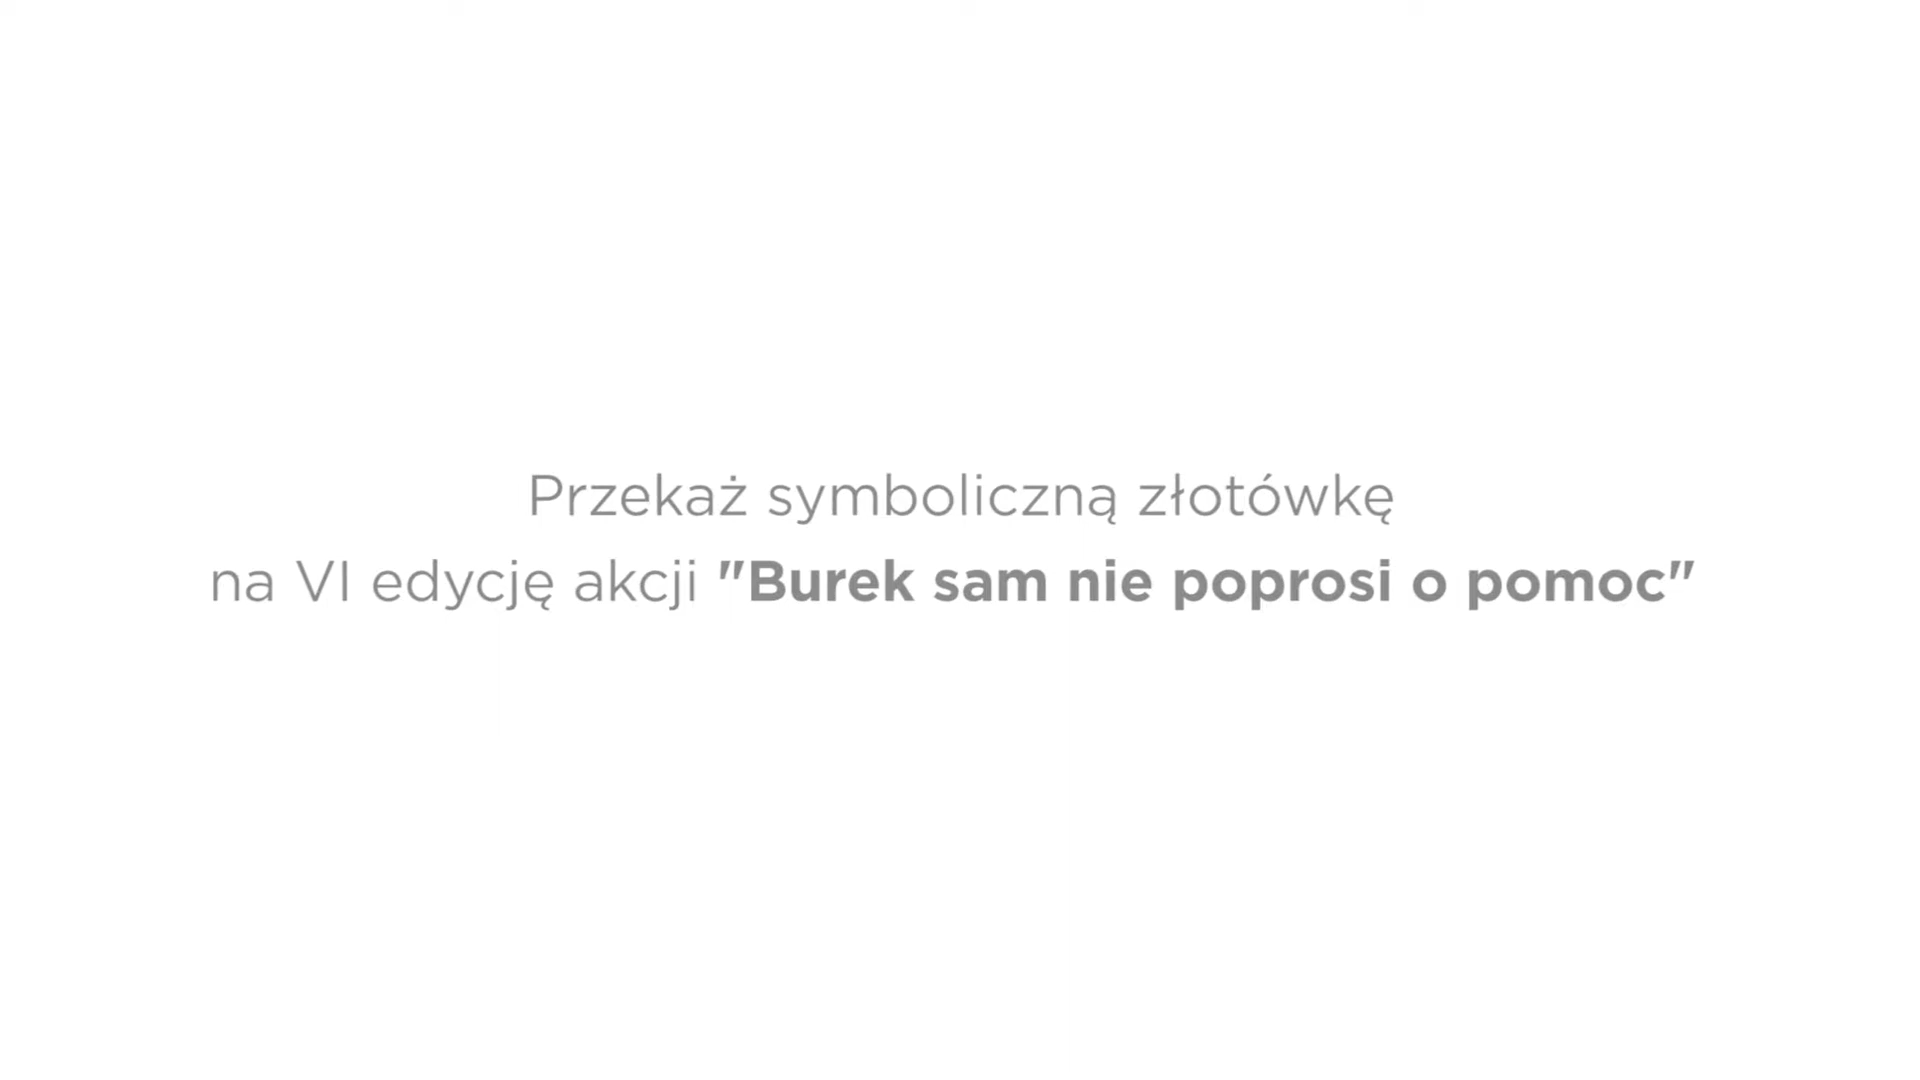 Przekaż symboliczną złotówkę
na VI edycję akcji "Burek sam nie poprosi o pomoc"